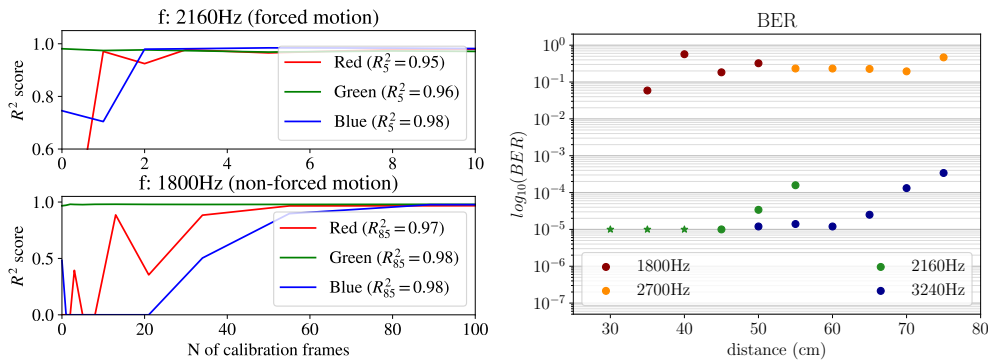 f: 2160Hz (forced motion)
1.0
0.8
0.6
R² score
Red (R²₅=0.95)
Green (R²₅=0.96)
Blue (R²₅=0.98)
0 2 4 6 8 10
f: 1800Hz (non-forced motion)
1.0
0.5
0.0
R² score
Red (R²₈₅=0.97)
Green (R²₈₅=0.98)
Blue (R²₈₅=0.98)
0 20 40 60 80 100
N of calibration frames
BER
10⁰
10⁻¹
10⁻²
10⁻³
10⁻⁴
10⁻⁵
10⁻⁶
10⁻⁷
log₁₀(BER)
1800Hz 2160Hz
2700Hz 3240Hz
30 40 50 60 70 80
distance (cm)